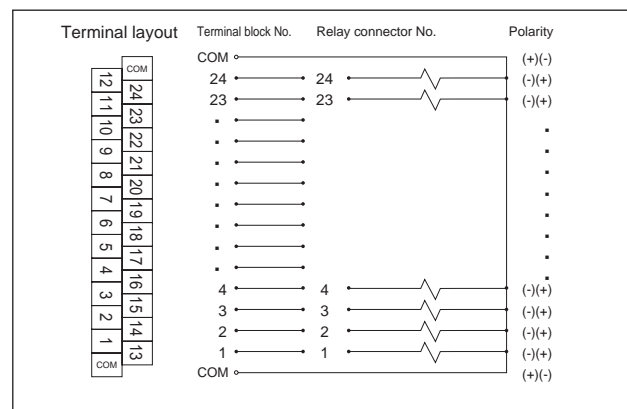 Terminal layout Terminal block No. Relay connector No. Polarity
COM (+)(-)
24 24 (-)(+)
23 23 (-)(+)
4 4 (-)(+)
3 3 (-)(+)
2 2 (-)(+)
1 1 (-)(+)
COM (+)(-)
COM
12 24
11 23
10 22
9 21
8 20
7 19
6 18
5 17
4 16
3 15
2 14
1 13
COM